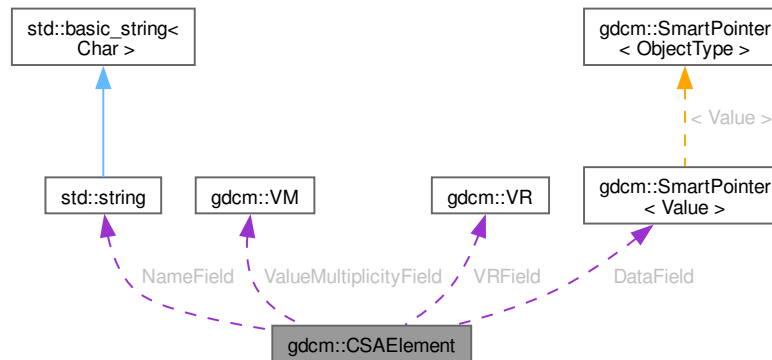 std::basic_string<
Char >
gdcm::SmartPointer
< ObjectType >
< Value >
std::string
gdcm::VM
gdcm::VR
gdcm::SmartPointer
< Value >
NameField
ValueMultiplicityField
VRField
DataField
gdcm::CSAElement